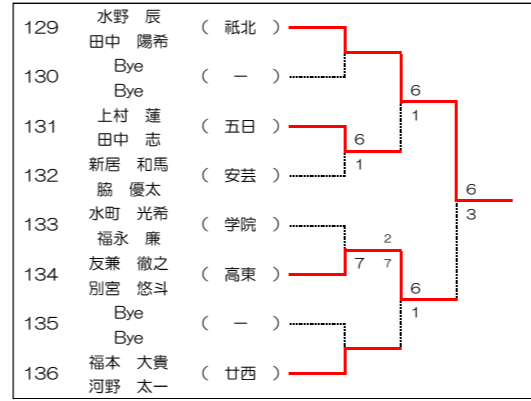 水野 辰
129 ( 祇北 )
田中 陽希
Bye
130 ( － )
Bye
6
1
上村 蓮
131 ( 五日 )
田中 志
6
1
新居 和馬
132 ( 安芸 )
脇 優太
6
3
水町 光希
133 ( 学院 )
福永 廉
2
7 7
友兼 徹之
134 ( 高東 )
別宮 悠斗
6
1
Bye
135 ( － )
Bye
福本 大貴
136 ( 廿西 )
河野 太一